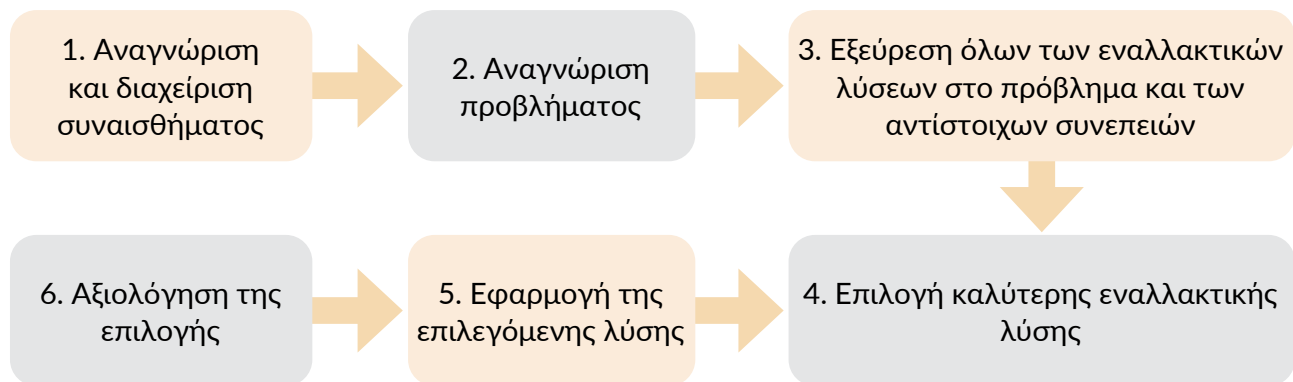 1. Αναγνώριση
και διαχείριση
συναισθήματος
2. Αναγνώριση
προβλήματος
3. Εξεύρεση όλων των εναλλακτικών
λύσεων στο πρόβλημα και των
αντίστοιχων συνεπειών
4. Επιλογή καλύτερης εναλλακτικής
λύσης
5. Εφαρμογή της
επιλεγόμενης λύσης
6. Αξιολόγηση της
επιλογής